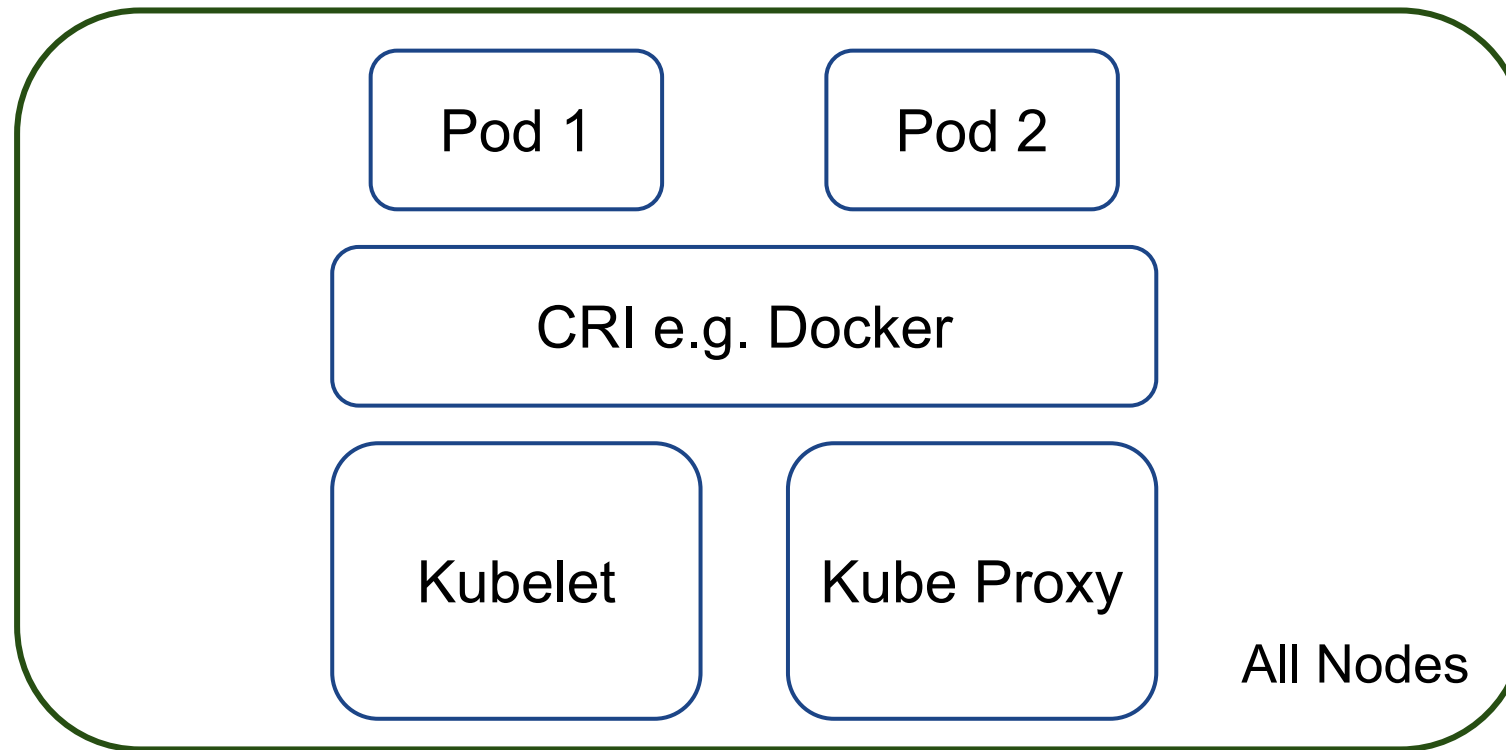 Pod 1
Pod 2
CRI e.g. Docker
Kubelet
Kube Proxy
All Nodes